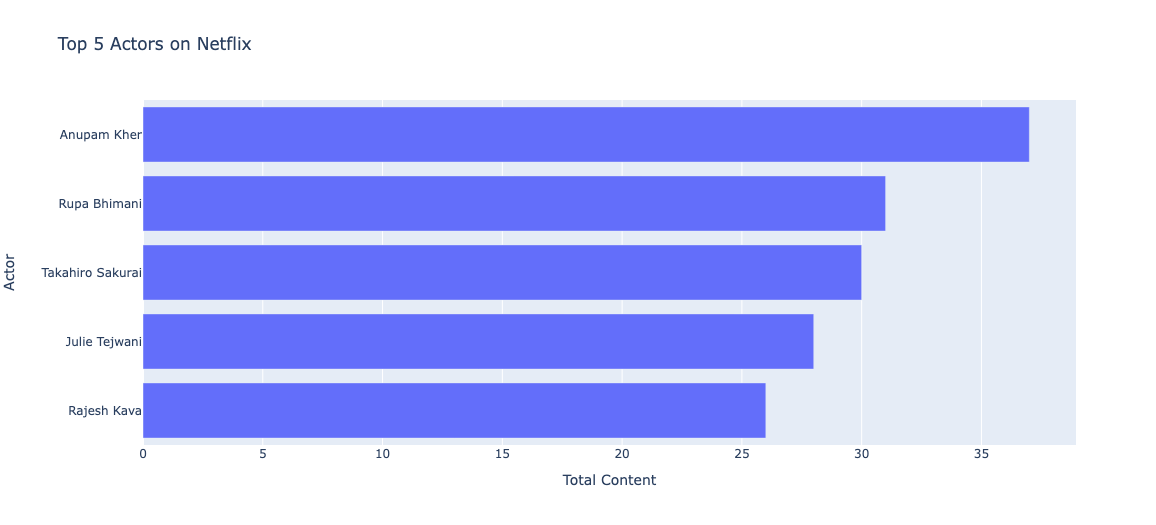 Top 5 Actors on Netflix
Actor
Anupam Kher
Rupa Bhimani
Takahiro Sakurai
Julie Tejwani
Rajesh Kava
0 5 10 15 20 25 30 35
Total Content